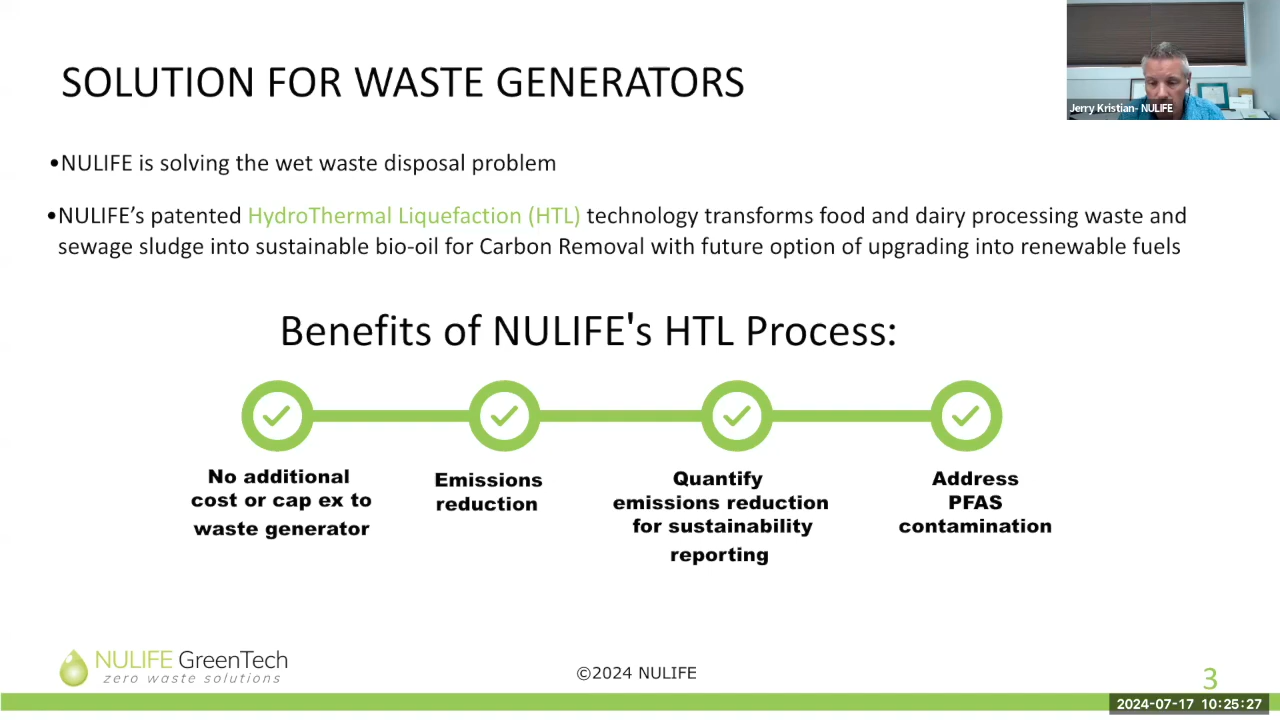 SOLUTION FOR WASTE GENERATORS
Jerry Kristian- NULIFE
•NULIFE is solving the wet waste disposal problem
•NULIFE’s patented HydroThermal Liquefaction (HTL) technology transforms food and dairy processing waste and
sewage sludge into sustainable bio-oil for Carbon Removal with future option of upgrading into renewable fuels
Benefits of NULIFE's HTL Process:
No additional
cost or cap ex to
waste generator
Emissions
reduction
Quantify
emissions reduction
for sustainability
reporting
Address
PFAS
contamination
NULIFE GreenTech
zero waste solutions
©2024 NULIFE
3
2024-07-17 10:25:27